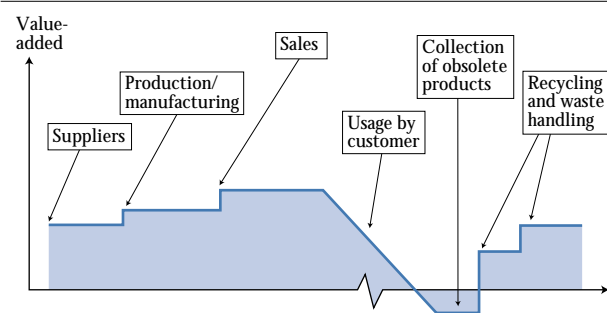 Value-
added
Suppliers
Production/
manufacturing
Sales
Usage by
customer
Collection
of obsolete
products
Recycling
and waste
handling